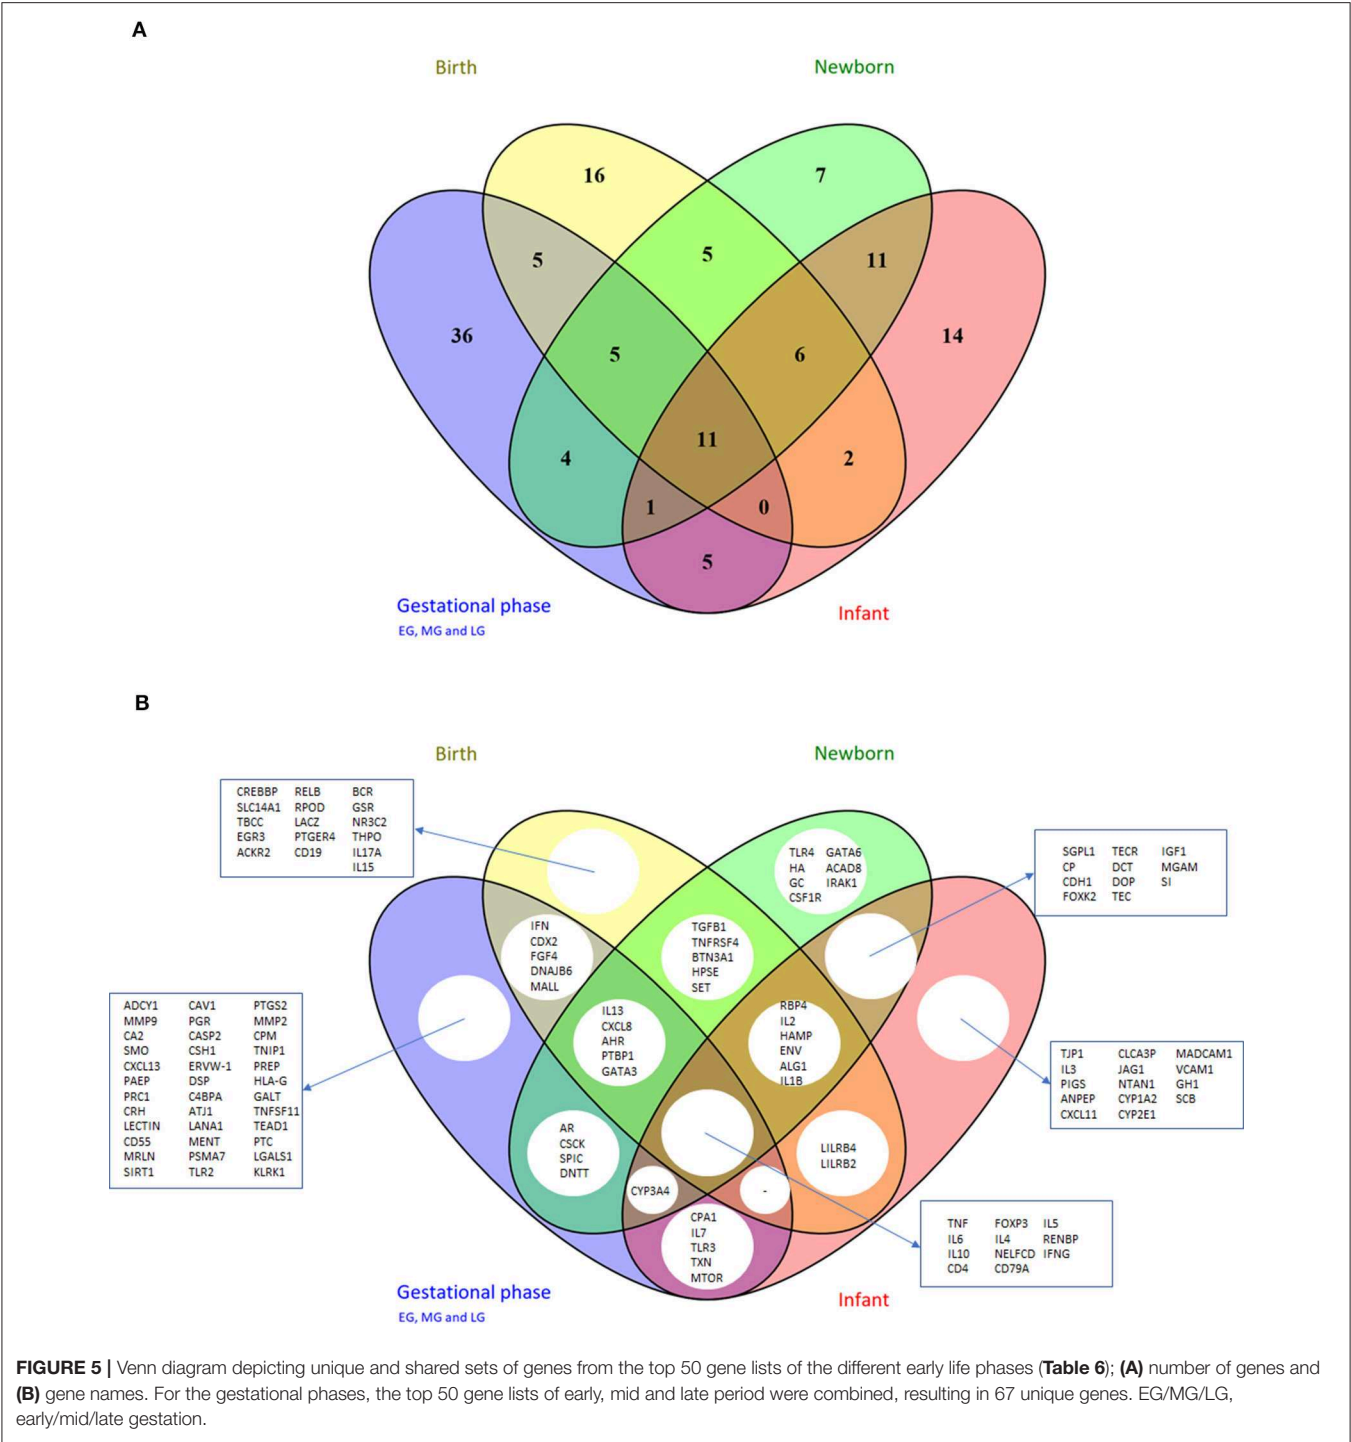 A
Birth
Newborn
16
7
5
5
11
36
5
6
14
11
4
2
1
0
5
Gestational phase
EG, MG and LG
Infant
B
Birth
Newborn
CREBBP RELB BCR
SLC14A1 RPOD GSR
TBCC LACZ NR3C2
EGR3 PTGER4 THPO
ACKR2 CD19 IL17A
IL15
TLR4 GATA6
HA ACAD8
GC IRAK1
CSF1R
SGPL1 TECR IGF1
CP DCT MGAM
CDH1 DOP SI
FOXK2 TEC
IFN
CDX2
FGF4
DNAJB6
MALL
TGFB1
TNFRSF4
BTN3A1
HPSE
SET
ADCY1 CAV1 PTGS2
MMP9 PGR MMP2
CA2 CASP2 CPM
SMO CSH1 TNIP1
CXCL13 ERVW-1 PREP
PAEP DSP HLA-G
PRC1 C4BPA GALT
CRH ATJ1 TNFSF11
LECTIN LANA1 TEAD1
CD55 MENT PTC
MRLN PSMA7 LGALS1
SIRT1 TLR2 KLRK1
IL13
CXCL8
AHR
PTBP1
GATA3
RBP4
IL2
HAMP
ENV
ALG1
IL1B
TJP1 CLCA3P MADCAM1
IL3 JAG1 VCAM1
PIGS NTAN1 GH1
ANPEP CYP1A2 SCB
CXCL11 CYP2E1
AR
CSCK
SPIC
DNTT
LILRB4
LILRB2
CYP3A4
-
CPA1
IL7
TLR3
TXN
MTOR
TNF FOXP3 IL5
IL6 IL4 RENBP
IL10 NELFCD IFNG
CD4 CD79A
Gestational phase
EG, MG and LG
Infant
FIGURE 5 | Venn diagram depicting unique and shared sets of genes from the top 50 gene lists of the different early life phases (Table 6); (A) number of genes and
(B) gene names. For the gestational phases, the top 50 gene lists of early, mid and late period were combined, resulting in 67 unique genes. EG/MG/LG,
early/mid/late gestation.